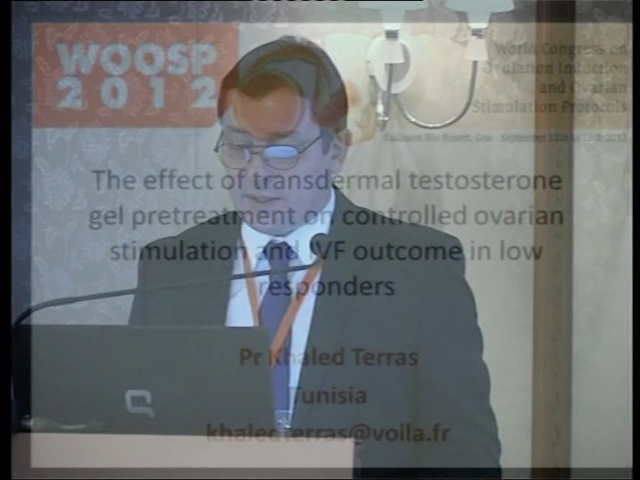 WOOSP
2012
World Congress on
Ovulation Induction
and Ovarian
Stimulation Protocols
The effect of transdermal testosterone
gel pretreatment on controlled ovarian
stimulation and IVF outcome in low
responders
Pr Khaled Terras
Tunisia
khaledterras@voila.fr